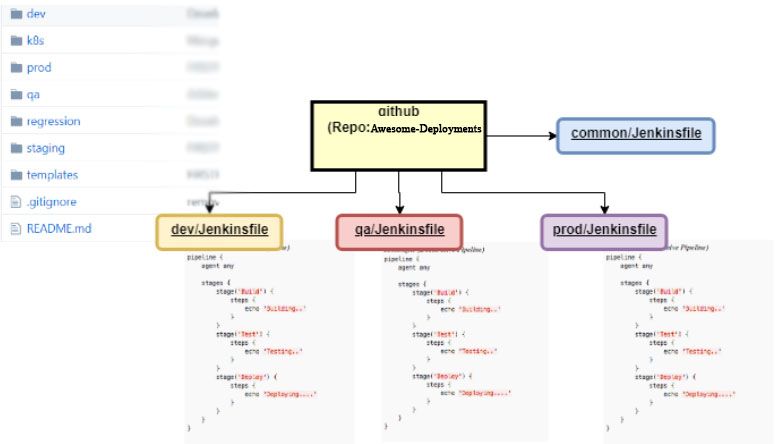 dev
k8s
prod
qa
regression
staging
templates
.gitignore
README.md
github
(Repo:Awesome-Deployments
common/Jenkinsfile
dev/Jenkinsfile
qa/Jenkinsfile
prod/Jenkinsfile
pipeline {
agent any
stages {
stage('Build') {
steps {
echo 'Building..'
}
}
stage('Test') {
steps {
echo 'Testing..'
}
}
stage('Deploy') {
steps {
echo 'Deploying....'
}
}
}
}
Pipeline)
pipeline {
agent any
stages {
stage('Build') {
steps {
echo 'Building..'
}
}
stage('Test') {
steps {
echo 'Testing..'
}
}
stage('Deploy') {
steps {
echo 'Deploying....'
}
}
}
}
Pipeline)
pipeline {
agent any
stages {
stage('Build') {
steps {
echo 'Building..'
}
}
stage('Test') {
steps {
echo 'Testing..'
}
}
stage('Deploy') {
steps {
echo 'Deploying....'
}
}
}
}